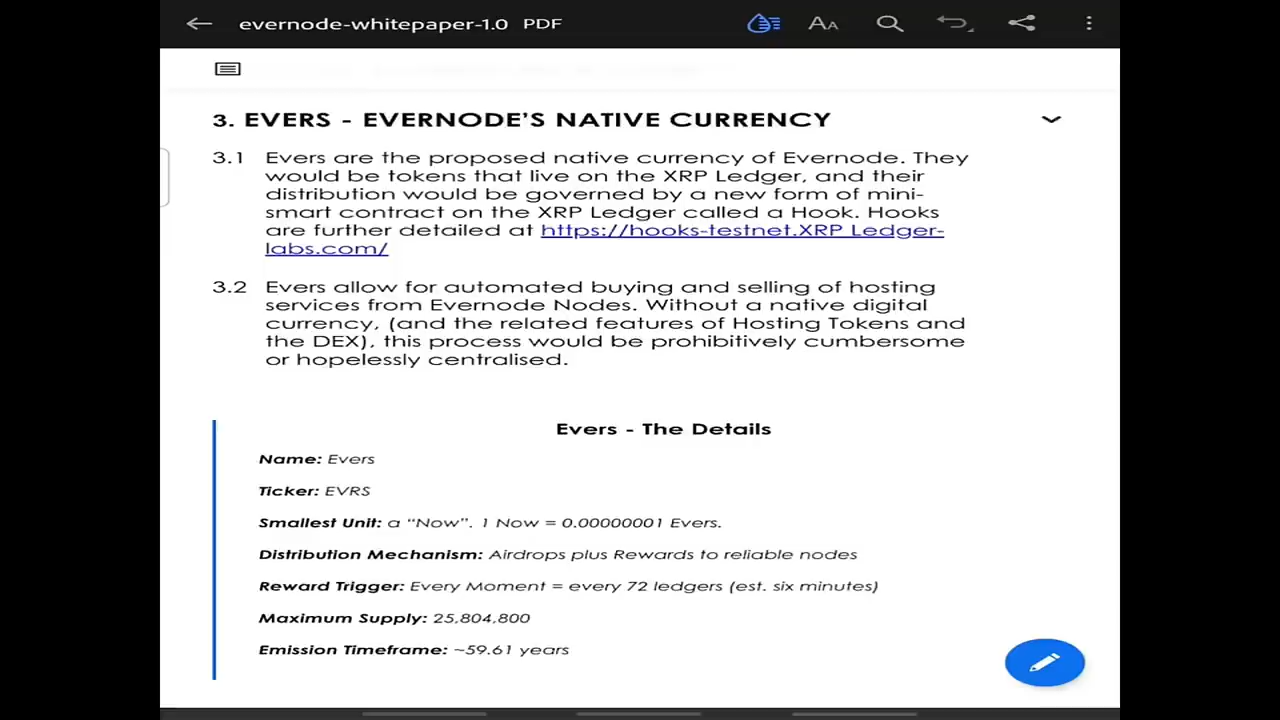 evernode-whitepaper-1.0 PDF
AA
3. EVERS - EVERNODE'S NATIVE CURRENCY
3.1 Evers are the proposed native currency of Evernode. They
would be tokens that live on the XRP Ledger, and their
distribution would be governed by a new form of mini-
smart contract on the XRP Ledger called a Hook. Hooks
are further detailed at https://hooks-testnet.XRP Ledger-
labs.com/
3.2 Evers allow for automated buying and selling of hosting
services from Evernode Nodes. Without a native digital
currency, (and the related features of Hosting Tokens and
the DEX), this process would be prohibitively cumbersome
or hopelessly centralised.
Evers - The Details
Name: Evers
Ticker: EVRS
Smallest Unit: a “Now”. 1 Now = 0.00000001 Evers.
Distribution Mechanism: Airdrops plus Rewards to reliable nodes
Reward Trigger: Every Moment = every 72 ledgers (est. six minutes)
Maximum Supply: 25,804,800
Emission Timeframe: ~59.61 years